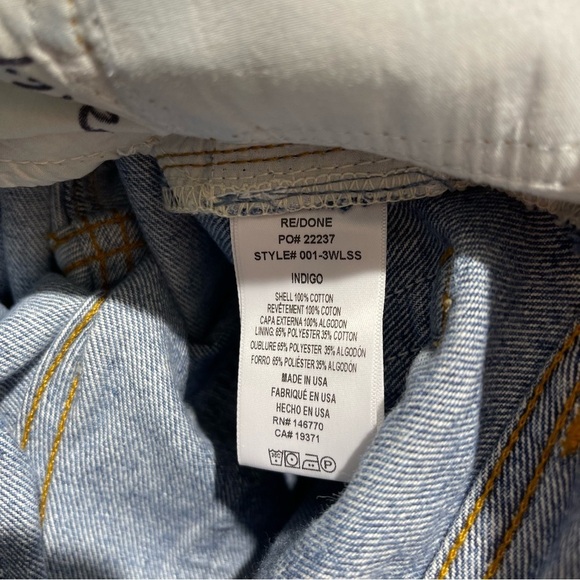 RE/DONE
PO# 22237
STYLE# 001-3WLSS
INDIGO
SHELL 100% COTTON
REVÊTEMENT 100% COTON
CAPA EXTERNA 100% ALGODON
LINING: 65% POLYESTER 35% COTTON
OUBLURE 65% POLYESTER 35% ALGODÓN
FORRO 65% POLIÉSTER 35% ALGODÓN
MADE IN USA
FABRIQUÉ EN USA
HECHO EN USA
RN# 146770
CA# 19371
P